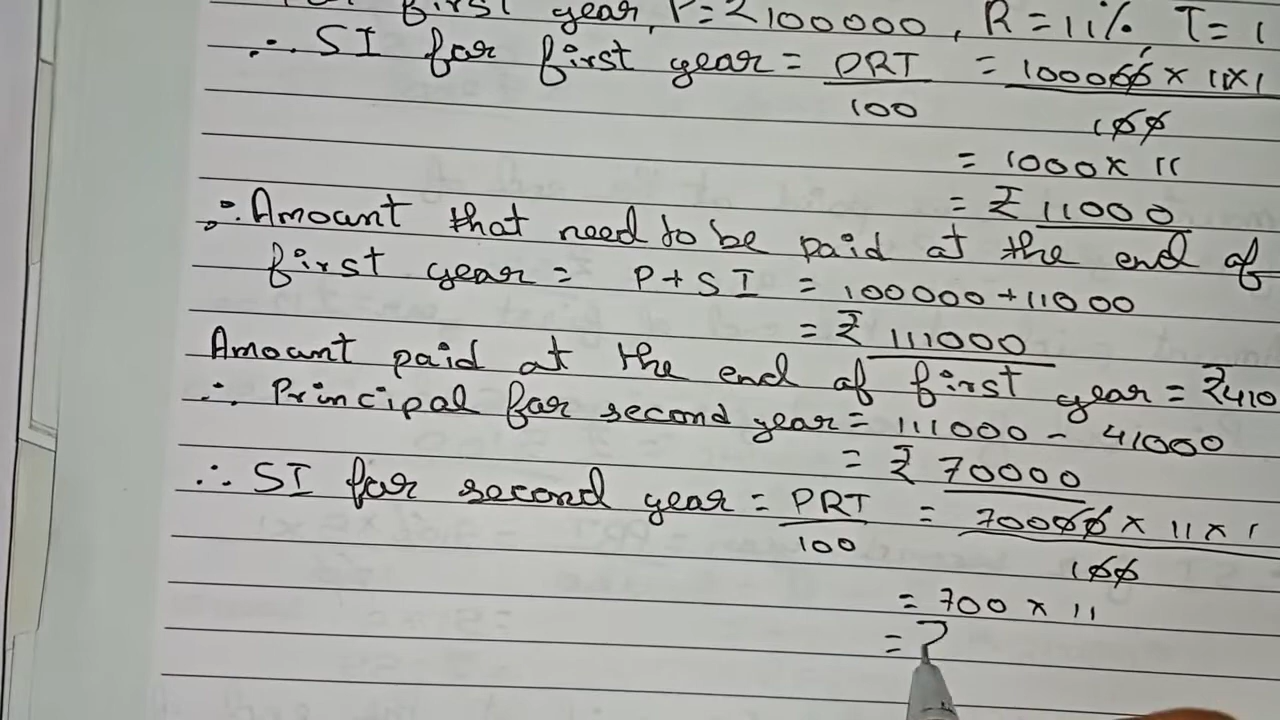 first year, P=₹100000, R=11% T=1
∴ SI for first year = PRT/100 = 100000 x 11x1/100
= 1000x 11
= ₹ 11000
∴ Amount that need to be paid at the end of
first year = P+SI = 100000+11000
= ₹ 111000
Amount paid at the end of first year = ₹410
∴ Principal for second year = 111000 - 41000
= ₹ 70000
∴ SI for second year = PRT/100 = 70000 x 11 x 1/100
= 700 x 11
=